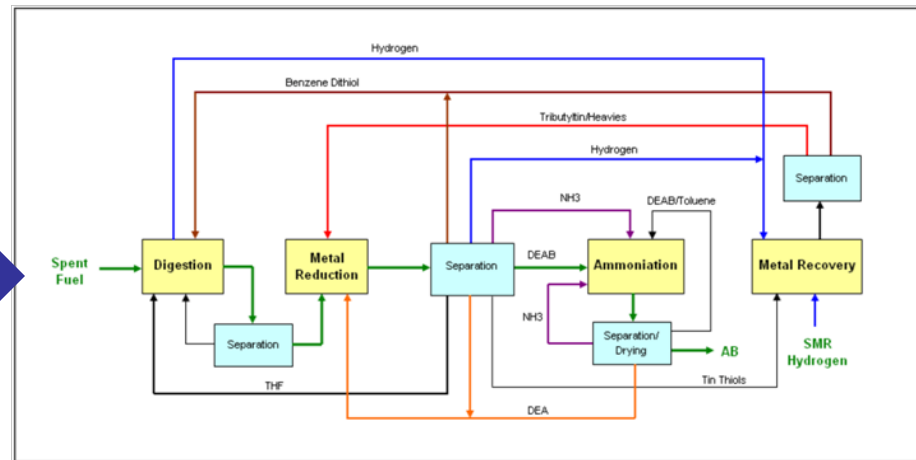 Hydrogen
Benzene Dithiol
Tributyltin/Heavies
Hydrogen
Separation
NH3
DEAB/Toluene
Spent
Fuel
Digestion
Metal
Reduction
Separation
DEAB
Ammoniation
Metal Recovery
NH3
Separation
Separation/
Drying
AB
SMR
Hydrogen
THF
Tin Thiols
DEA